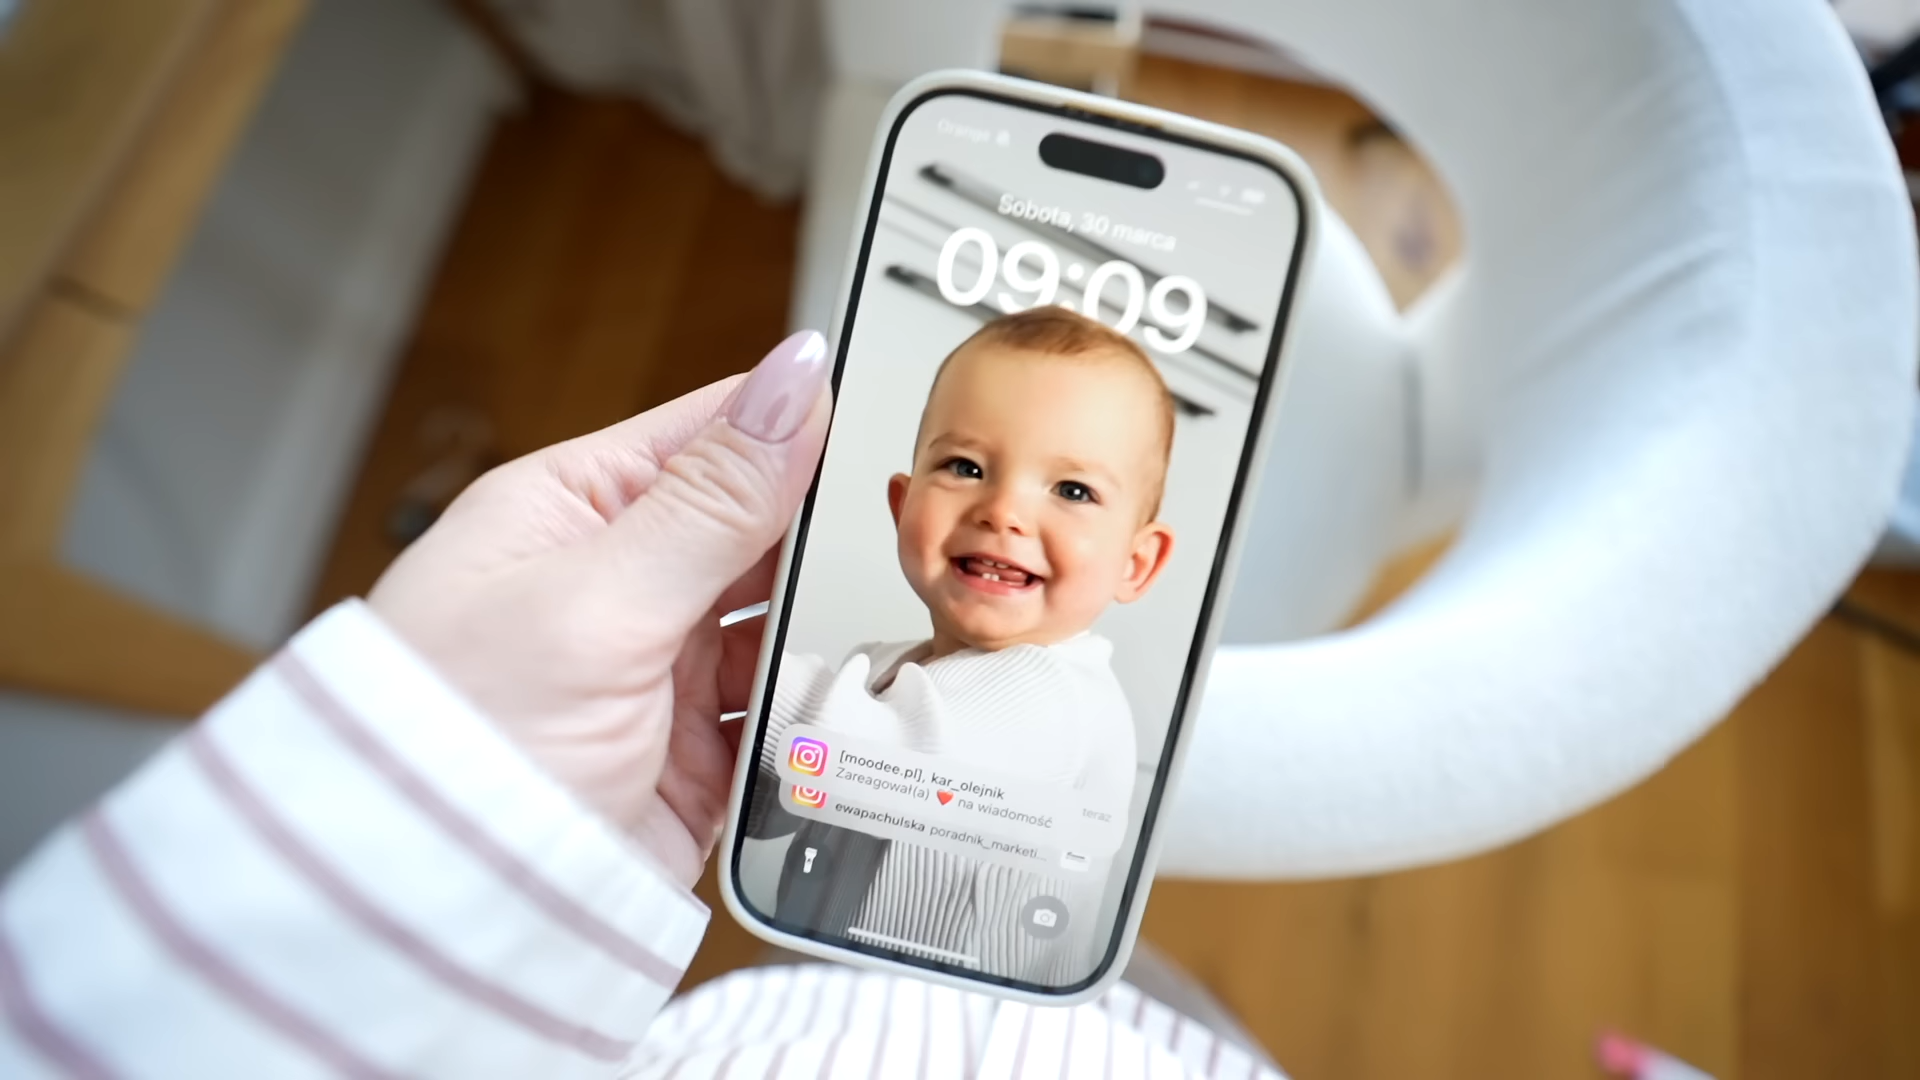 Orange
Sobota, 30 marca
09:09
[moodee.pl], kar_olejnik
Zareagował(a) ❤️ na wiadomość
teraz
ewapachulska poradnik_marketi...